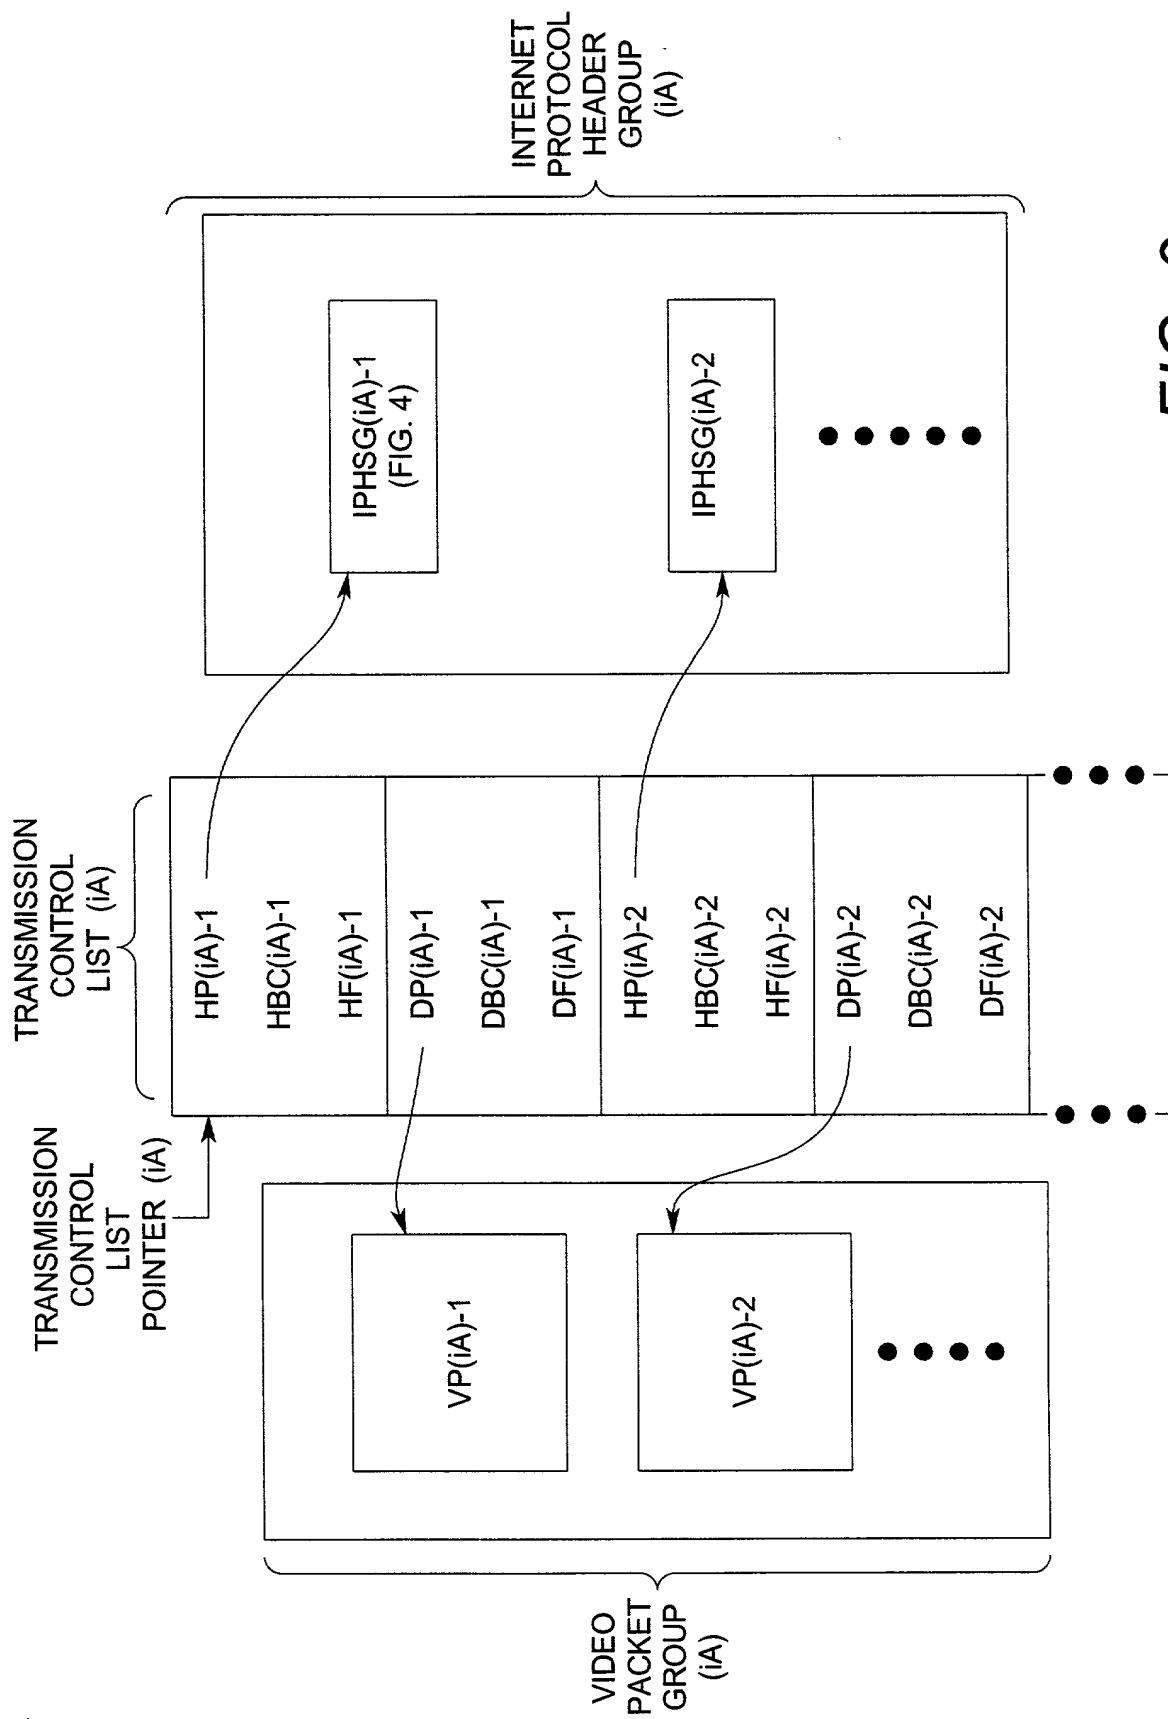 TRANSMISSION
CONTROL
LIST
POINTER (iA)
TRANSMISSION
CONTROL
LIST (iA)
VIDEO
PACKET
GROUP
(iA)
VP(iA)-1
VP(iA)-2
HP(iA)-1
HBC(iA)-1
HF(iA)-1
DP(iA)-1
DBC(iA)-1
DF(iA)-1
HP(iA)-2
HBC(iA)-2
HF(iA)-2
DP(iA)-2
DBC(iA)-2
DF(iA)-2
IPHSG(iA)-1
(FIG. 4)
IPHSG(iA)-2
INTERNET
PROTOCOL
HEADER
GROUP
(iA)
FIG.